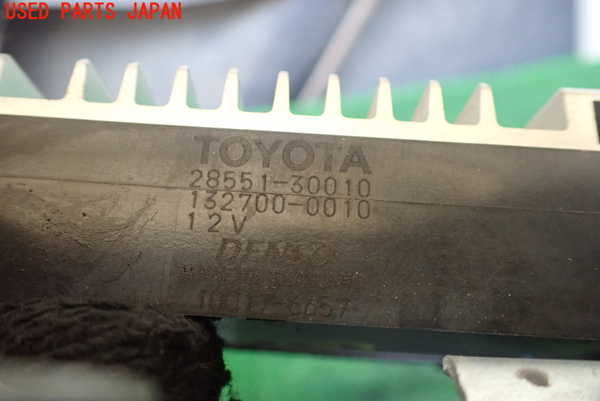 USED PARTS JAPAN
TOYOTA
28551-30010
132700-0010
12V
DENSO